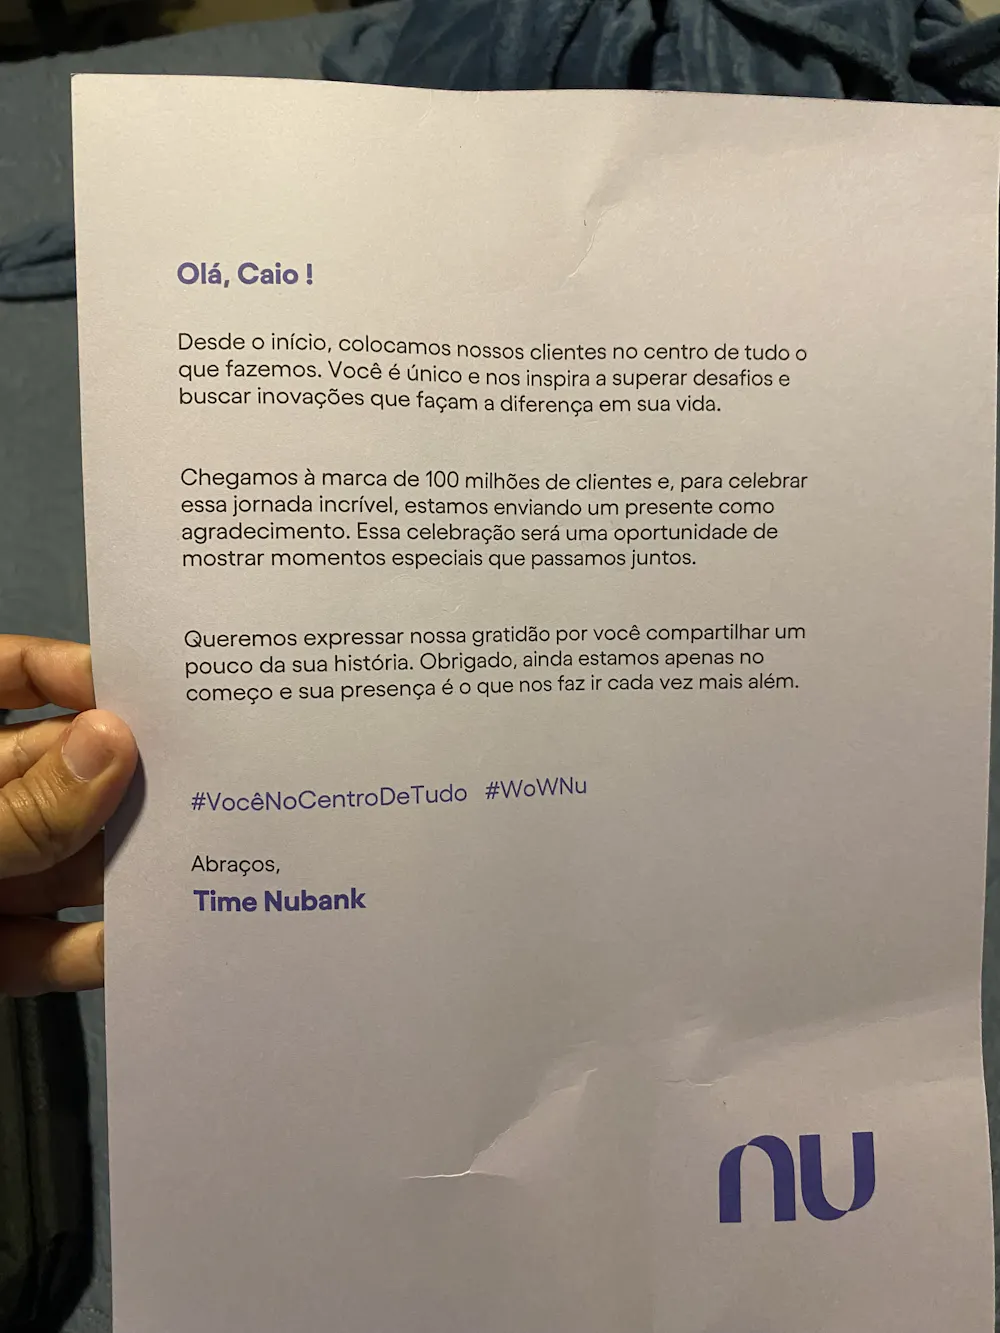 Olá, Caio !
Desde o início, colocamos nossos clientes no centro de tudo o
que fazemos. Você é único e nos inspira a superar desafios e
buscar inovações que façam a diferença em sua vida.
Chegamos à marca de 100 milhões de clientes e, para celebrar
essa jornada incrível, estamos enviando um presente como
agradecimento. Essa celebração será uma oportunidade de
mostrar momentos especiais que passamos juntos.
Queremos expressar nossa gratidão por você compartilhar um
pouco da sua história. Obrigado, ainda estamos apenas no
começo e sua presença é o que nos faz ir cada vez mais além.
#VocêNoCentroDeTudo #WoWNu
Abraços,
Time Nubank
nu